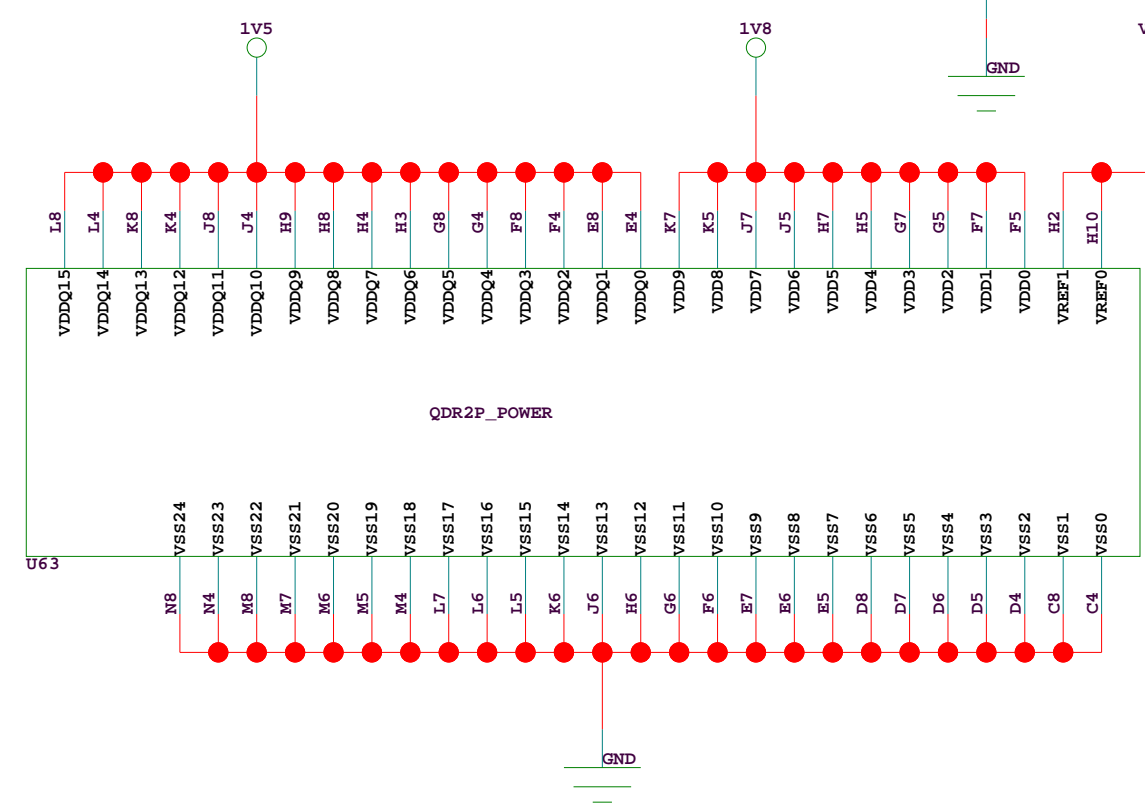 1V5
1V8
V
GND
L8 L4 K8 K4 J8 J4 H9 H8 H4 H3 G8 G4 F8 F4 E8 E4 K7 K5 J7 J5 H7 H5 G7 G5 F7 F5 H2 H10
VDDQ15 VDDQ14 VDDQ13 VDDQ12 VDDQ11 VDDQ10 VDDQ9 VDDQ8 VDDQ7 VDDQ6 VDDQ5 VDDQ4 VDDQ3 VDDQ2 VDDQ1 VDDQ0 VDD9 VDD8 VDD7 VDD6 VDD5 VDD4 VDD3 VDD2 VDD1 VDD0 VREF1 VREF0
QDR2P_POWER
VSS24 VSS23 VSS22 VSS21 VSS20 VSS19 VSS18 VSS17 VSS16 VSS15 VSS14 VSS13 VSS12 VSS11 VSS10 VSS9 VSS8 VSS7 VSS6 VSS5 VSS4 VSS3 VSS2 VSS1 VSS0
U63
N8 N4 M8 M7 M6 M5 M4 L7 L6 L5 K6 J6 H6 G6 F6 E7 E6 E5 D8 D7 D6 D5 D4 C8 C4
GND